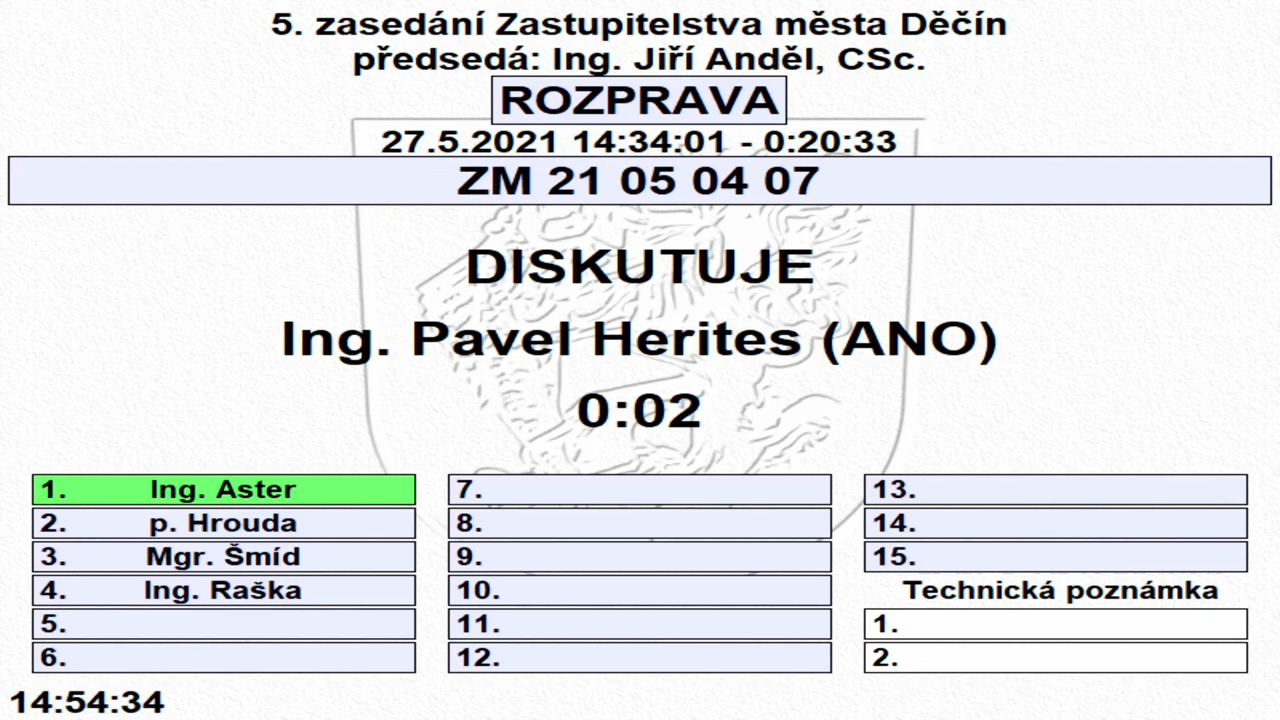 5. zasedání Zastupitelstva města Děčín
předsedá: Ing. Jiří Anděl, CSc.
ROZPRAVA
27.5.2021 14:34:01 - 0:20:33
ZM 21 05 04 07
DISKUTUJE
Ing. Pavel Herites (ANO)
0:02
1. Ing. Aster
2. p. Hrouda
3. Mgr. Šmíd
4. Ing. Raška
5.
6.
7.
8.
9.
10.
11.
12.
13.
14.
15.
Technická poznámka
1.
2.
14:54:34